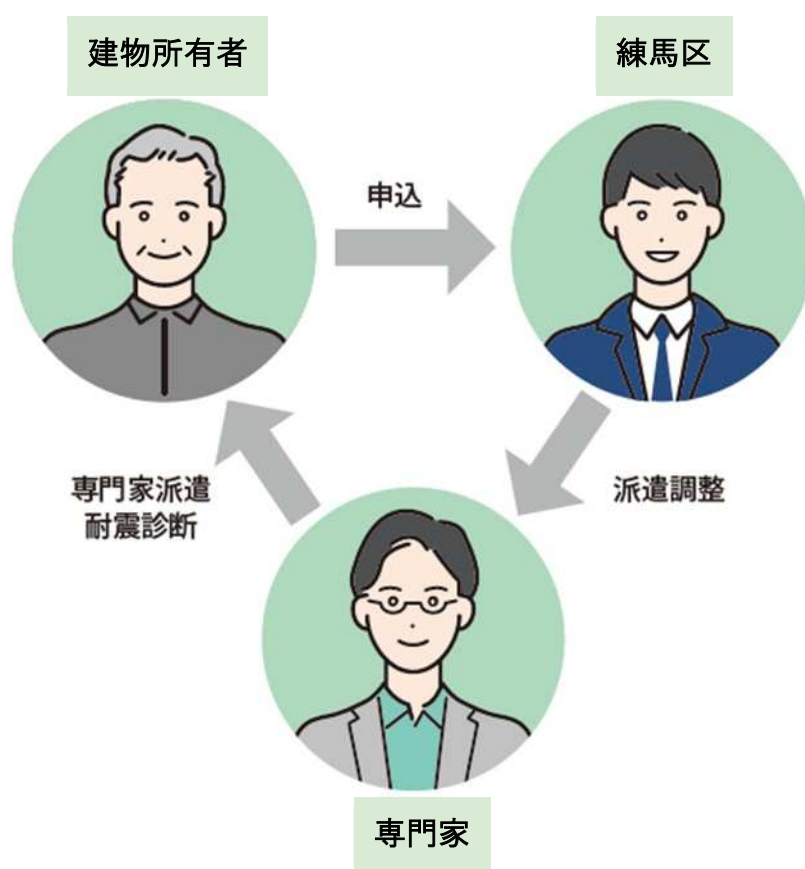 建物所有者
練馬区
申込
専門家派遣
耐震診断
派遣調整
専門家